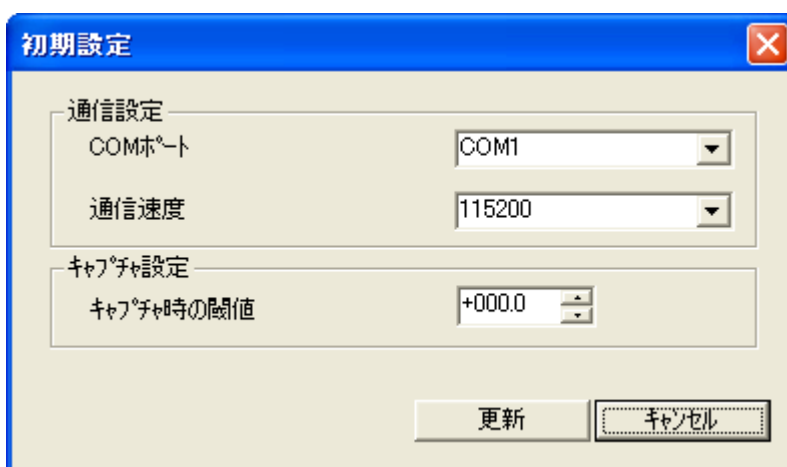 初期設定
通信設定
COMﾎﾟｰﾄ
COM1
通信速度
115200
ｷｬﾌﾟﾁｬ設定
ｷｬﾌﾟﾁｬ時の閾値
+000.0
更新
ｷｬﾝｾﾙ